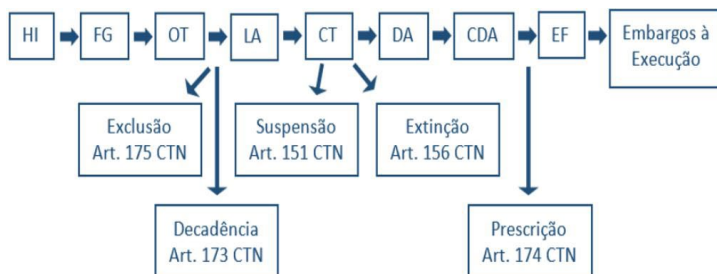 HI
FG
OT
LA
CT
DA
CDA
EF
Embargos à
Execução
Exclusão
Art. 175 CTN
Suspensão
Art. 151 CTN
Extinção
Art. 156 CTN
Decadência
Art. 173 CTN
Prescrição
Art. 174 CTN